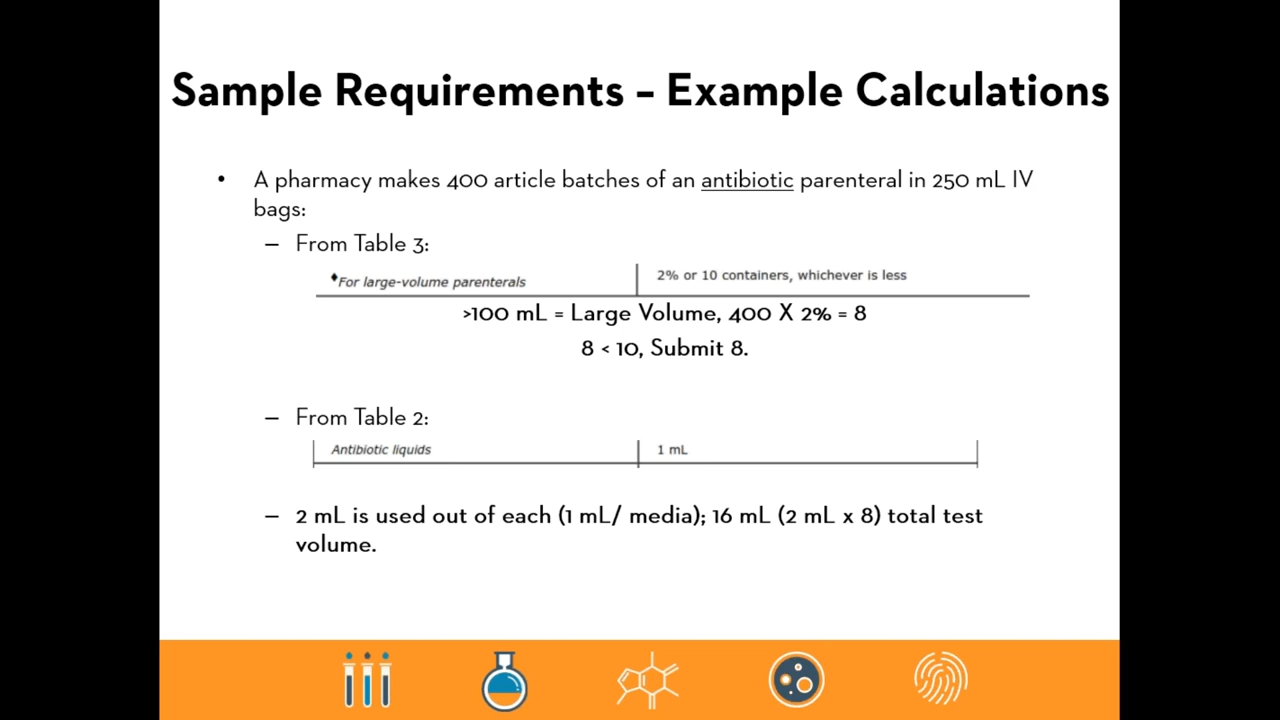 Sample Requirements – Example Calculations
• A pharmacy makes 400 article batches of an antibiotic parenteral in 250 mL IV
bags:
– From Table 3:
♦For large-volume parenterals 2% or 10 containers, whichever is less
>100 mL = Large Volume, 400 X 2% = 8
8 < 10, Submit 8.
– From Table 2:
Antibiotic liquids 1 mL
– 2 mL is used out of each (1 mL/ media); 16 mL (2 mL x 8) total test
volume.